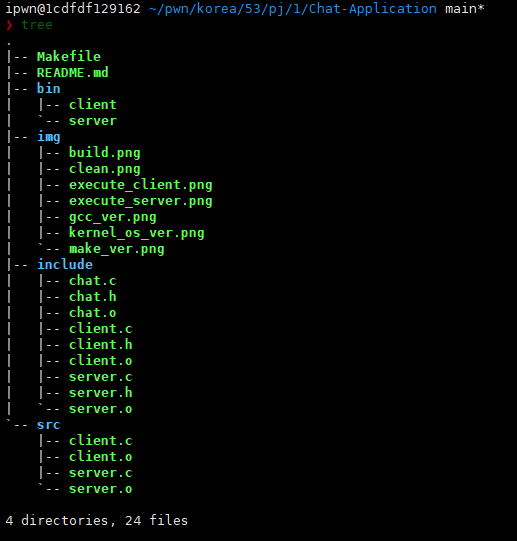 ipwn@1cdfdf129162 ~/pwn/korea/53/pj/1/Chat-Application main*
❯ tree
.
|-- Makefile
|-- README.md
|-- bin
|   |-- client
|   `-- server
|-- img
|   |-- build.png
|   |-- clean.png
|   |-- execute_client.png
|   |-- execute_server.png
|   |-- gcc_ver.png
|   |-- kernel_os_ver.png
|   `-- make_ver.png
|-- include
|   |-- chat.c
|   |-- chat.h
|   |-- chat.o
|   |-- client.c
|   |-- client.h
|   |-- client.o
|   |-- server.c
|   |-- server.h
|   `-- server.o
`-- src
    |-- client.c
    |-- client.o
    |-- server.c
    `-- server.o
4 directories, 24 files